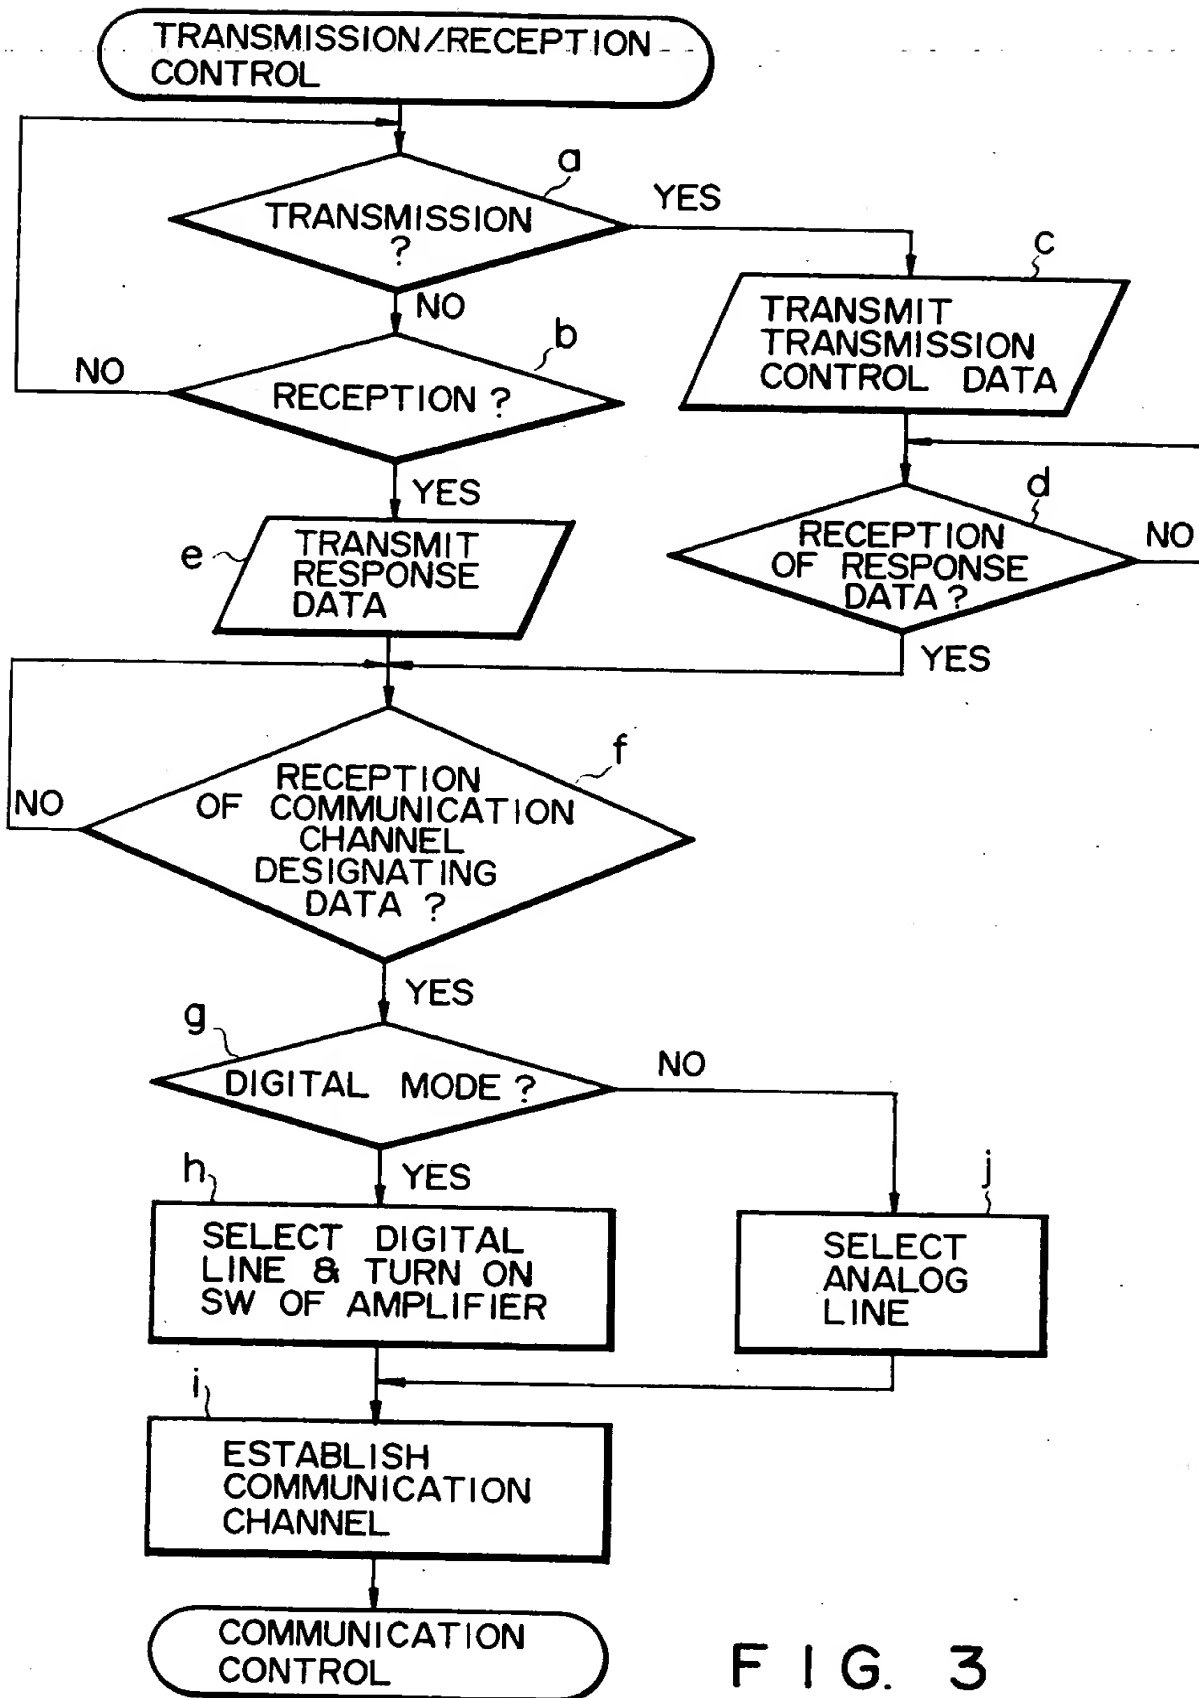 TRANSMISSION/RECEPTION
CONTROL
a
TRANSMISSION
?
YES
NO
c
TRANSMIT
TRANSMISSION
CONTROL DATA
b
RECEPTION ?
NO
YES
d
RECEPTION
OF RESPONSE
DATA ?
NO
YES
e
TRANSMIT
RESPONSE
DATA
f
RECEPTION
OF COMMUNICATION
CHANNEL
DESIGNATING
DATA ?
NO
YES
g
DIGITAL MODE ?
NO
YES
h
SELECT DIGITAL
LINE & TURN ON
SW OF AMPLIFIER
j
SELECT
ANALOG
LINE
i
ESTABLISH
COMMUNICATION
CHANNEL
COMMUNICATION
CONTROL
FIG. 3